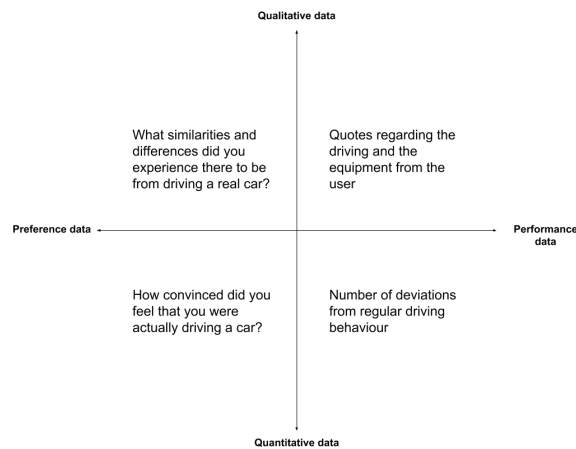 Qualitative data
What similarities and
differences did you
experience there to be
from driving a real car?
Quotes regarding the
driving and the
equipment from the
user
Preference data
Performance
data
How convinced did you
feel that you were
actually driving a car?
Number of deviations
from regular driving
behaviour
Quantitative data